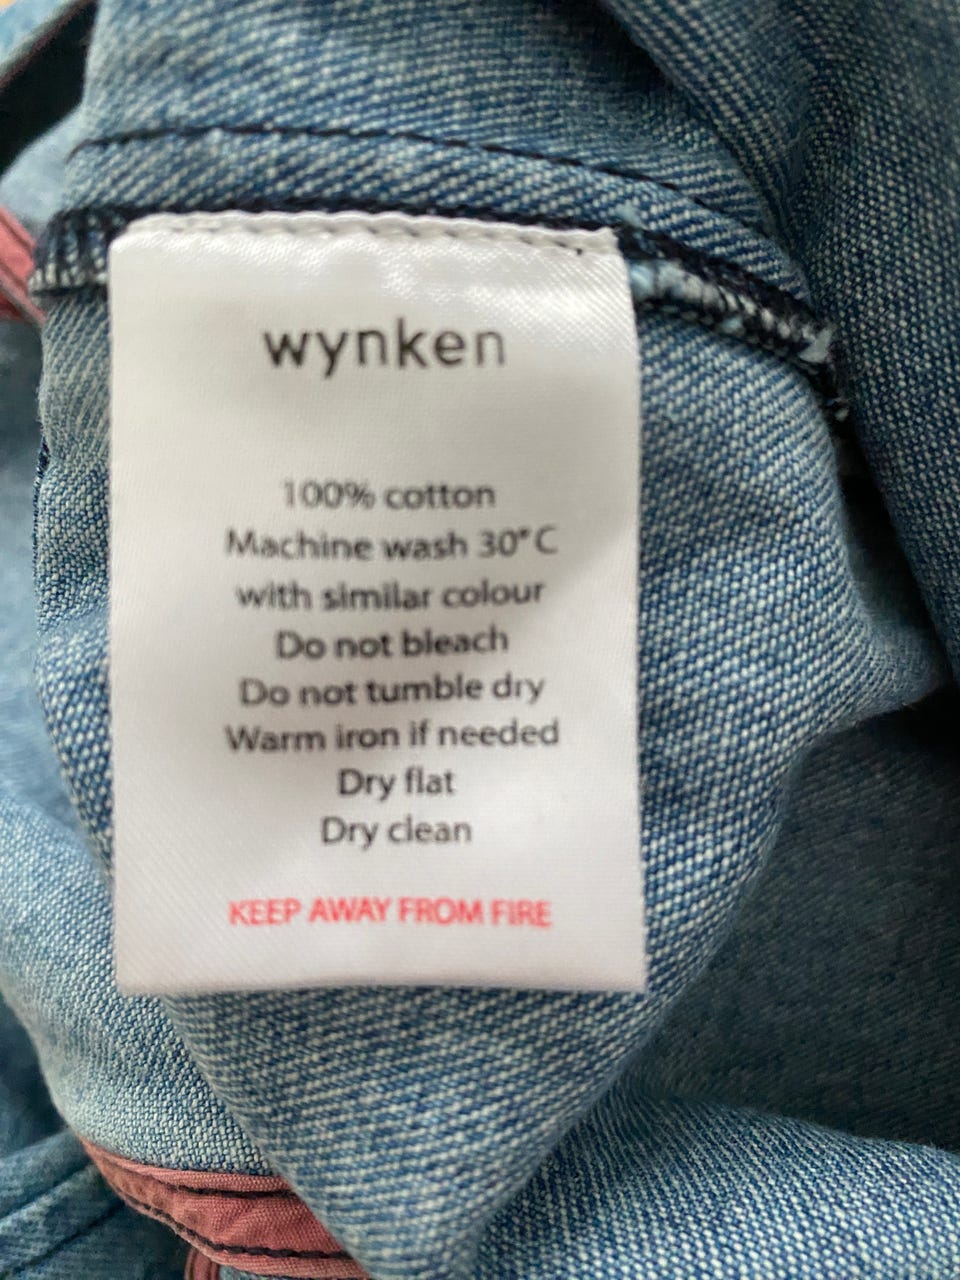 wynken
100% cotton
Machine wash 30°C
with similar colour
Do not bleach
Do not tumble dry
Warm iron if needed
Dry flat
Dry clean
KEEP AWAY FROM FIRE